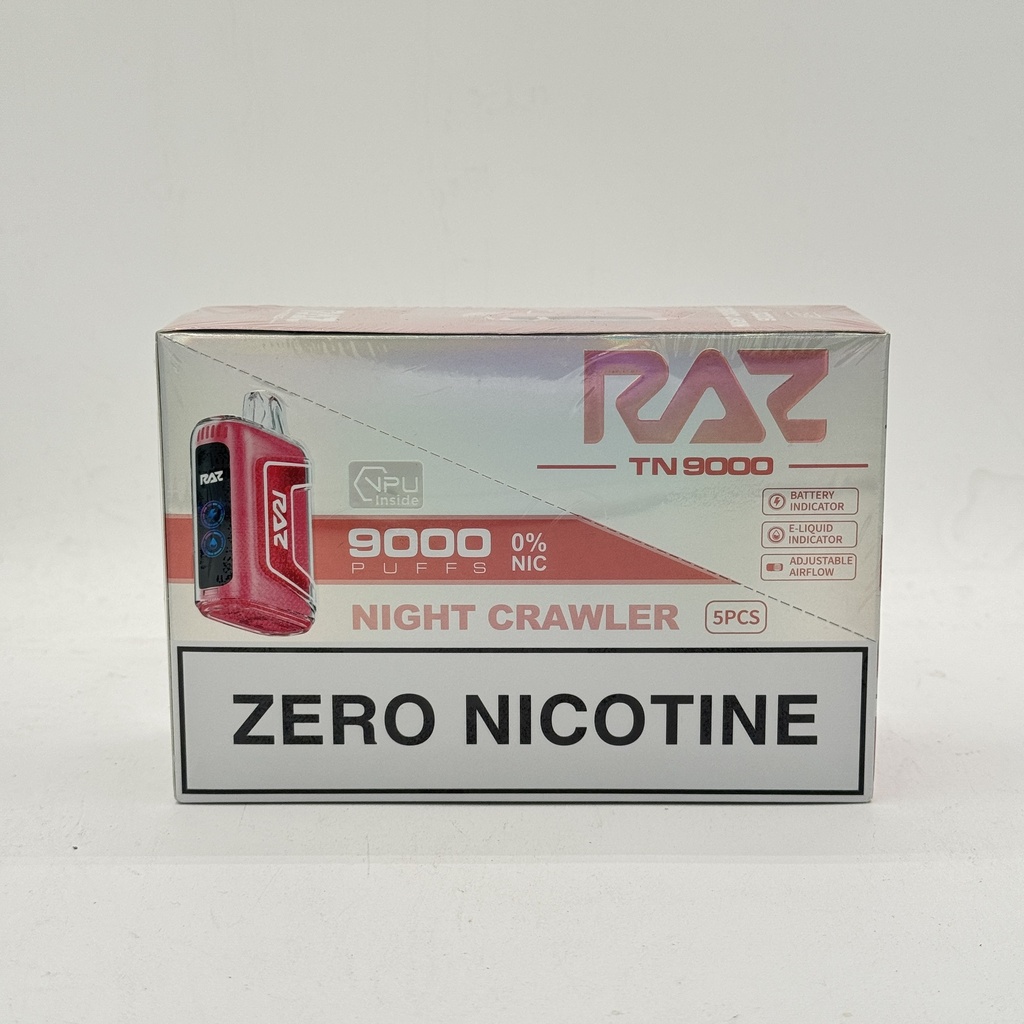 RAZ
TN 9000
BATTERY
INDICATOR
E-LIQUID
INDICATOR
ADJUSTABLE
AIRFLOW
RAZ
RAZ
VPU
Inside
9000
PUFFS
0%
NIC
NIGHT CRAWLER
5PCS
ZERO NICOTINE